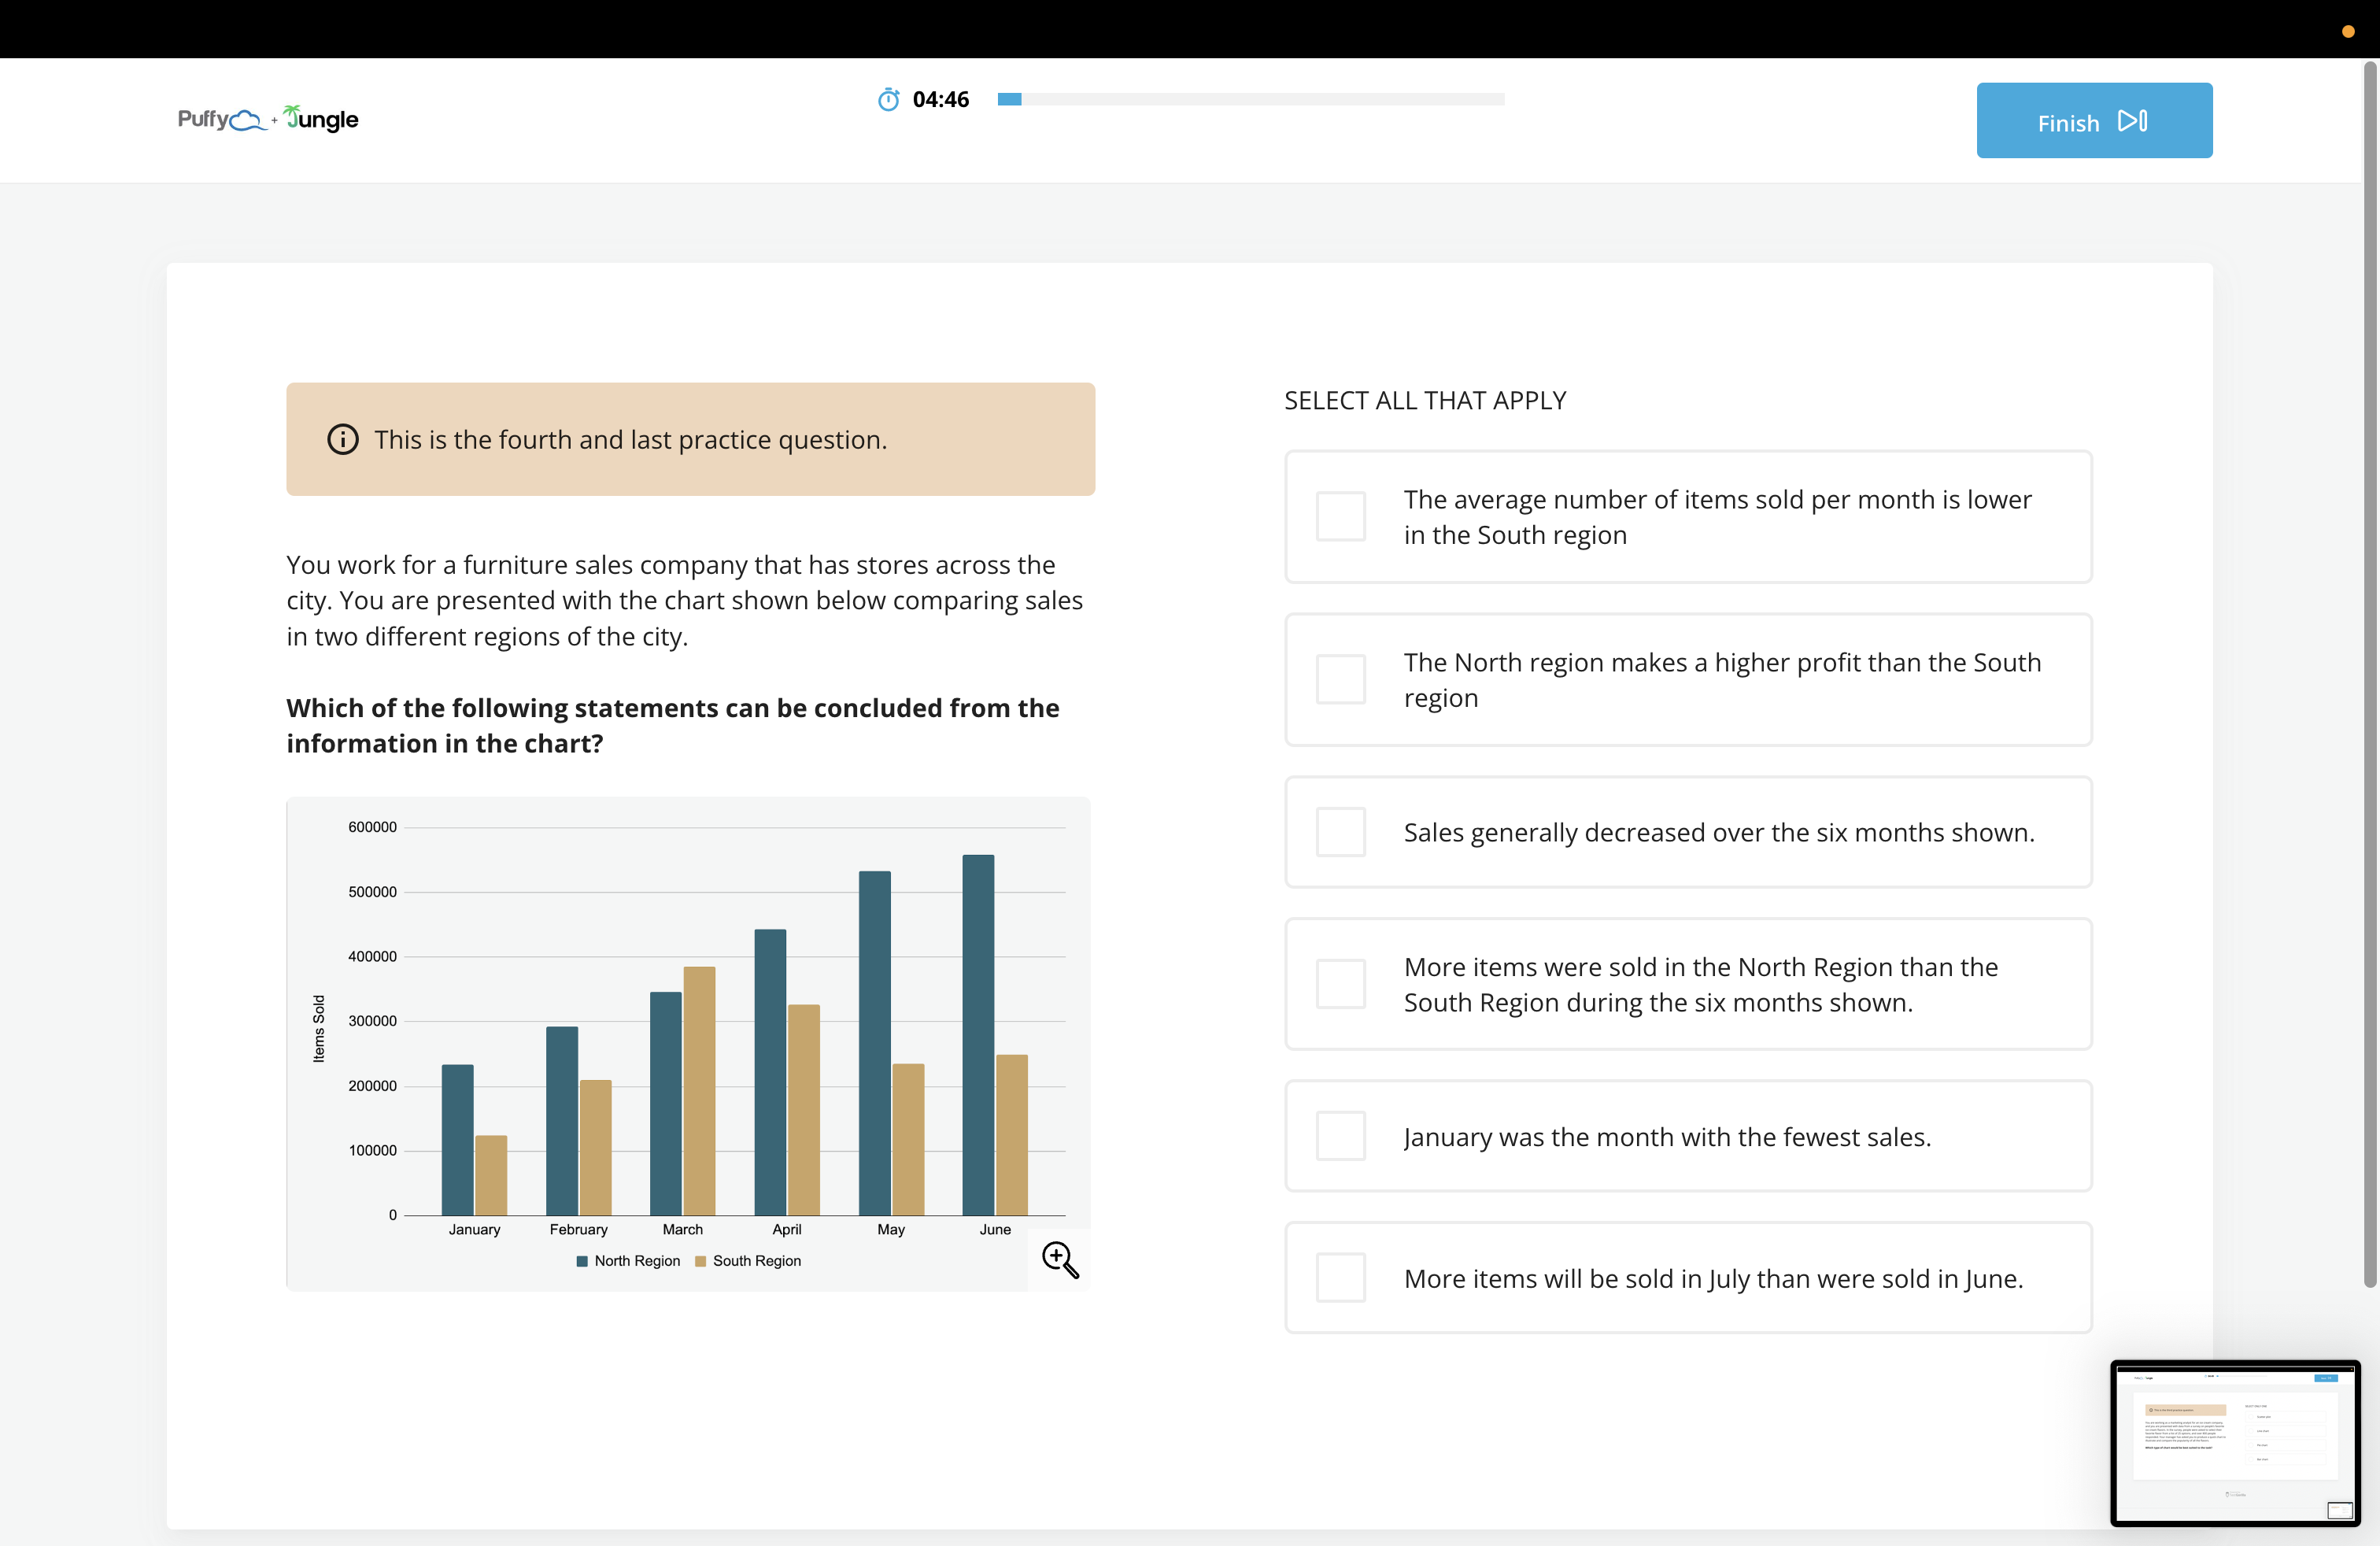 Puffy + Jungle
04:46
Finish
This is the fourth and last practice question.
You work for a furniture sales company that has stores across the
city. You are presented with the chart shown below comparing sales
in two different regions of the city.
Which of the following statements can be concluded from the
information in the chart?
600000
500000
400000
300000
200000
100000
0
Items Sold
January February March April May June
North Region South Region
SELECT ALL THAT APPLY
The average number of items sold per month is lower
in the South region
The North region makes a higher profit than the South
region
Sales generally decreased over the six months shown.
More items were sold in the North Region than the
South Region during the six months shown.
January was the month with the fewest sales.
More items will be sold in July than were sold in June.